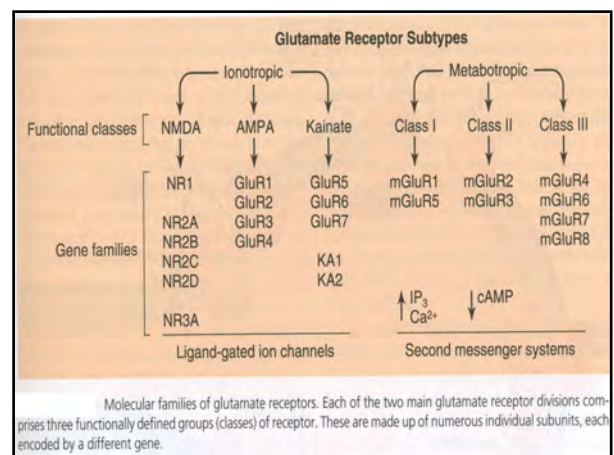 Glutamate Receptor Subtypes
Ionotropic Metabotropic
Functional classes NMDA AMPA Kainate Class I Class II Class III
Gene families
NR1 GluR1 GluR5 mGluR1 mGluR2 mGluR4
GluR2 GluR6 mGluR5 mGluR3 mGluR6
NR2A GluR3 GluR7 mGluR7
NR2B GluR4 mGluR8
NR2C KA1
NR2D KA2
IP3 cAMP
Ca2+
NR3A
Ligand-gated ion channels Second messenger systems
Molecular families of glutamate receptors. Each of the two main glutamate receptor divisions com-
prises three functionally defined groups (classes) of receptor. These are made up of numerous individual subunits, each
encoded by a different gene.